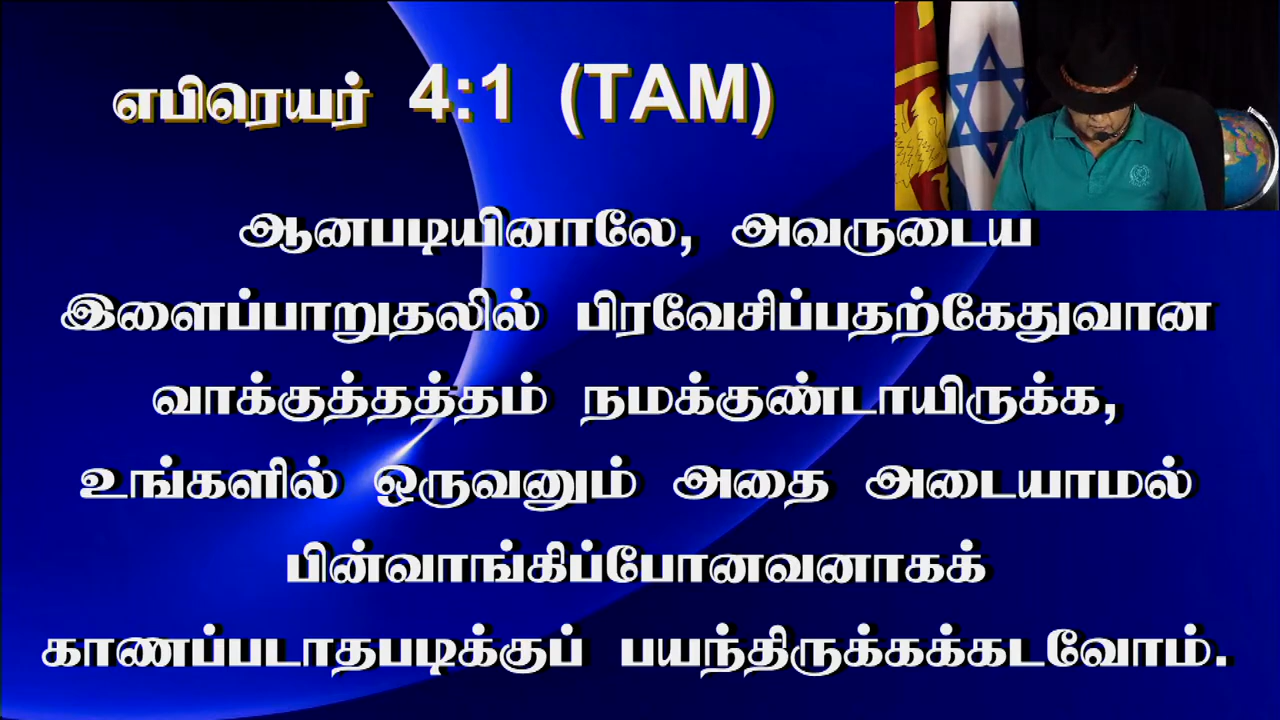 எபிரெயர் 4:1 (TAM)
ஆனபடியினாலே, அவருடைய
இளைப்பாறுதலில் பிரவேசிப்பதற்கேதுவான
வாக்குத்தத்தம் நமக்குண்டாயிருக்க,
உங்களில் ஒருவனும் அதை அடையாமல்
பின்வாங்கிப்போனவனாகக்
காணப்படாதபடிக்குப் பயந்திருக்கக்கடவோம்.